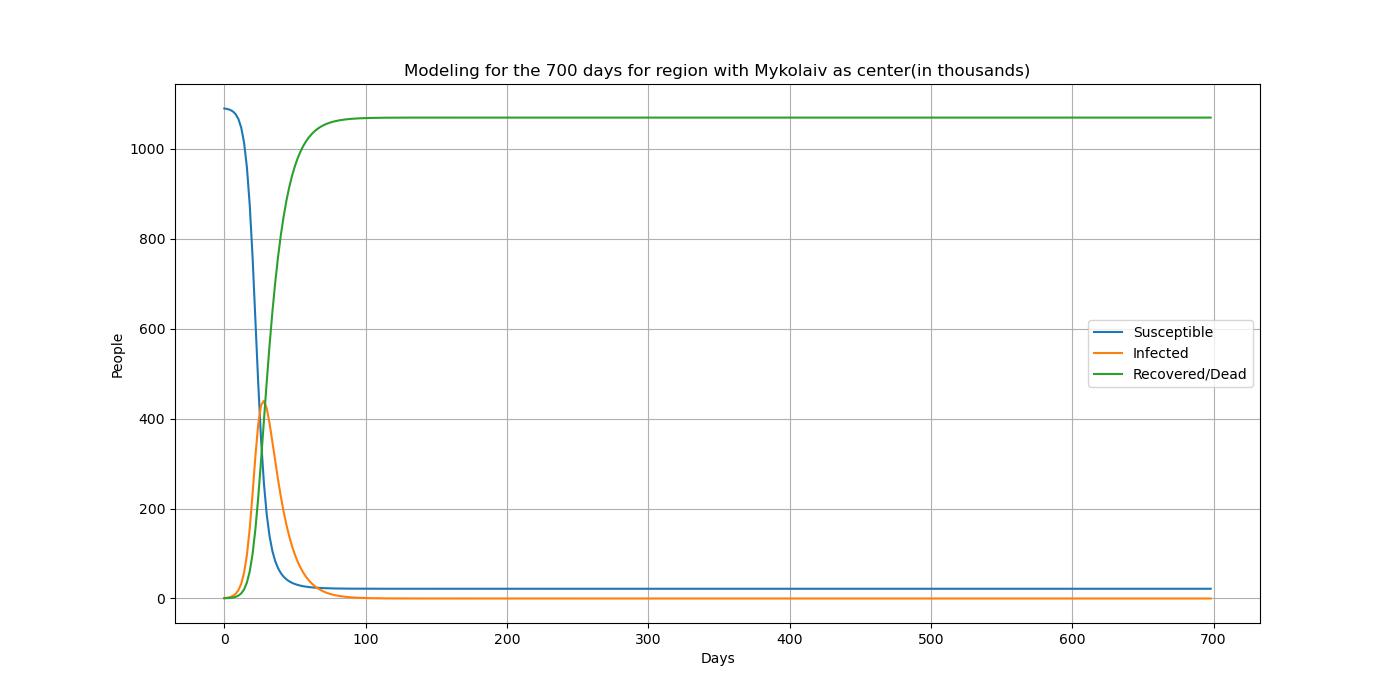 Modeling for the 700 days for region with Mykolaiv as center(in thousands)
1000
800
600
400
200
0
People
Susceptible
Infected
Recovered/Dead
0 100 200 300 400 500 600 700
Days